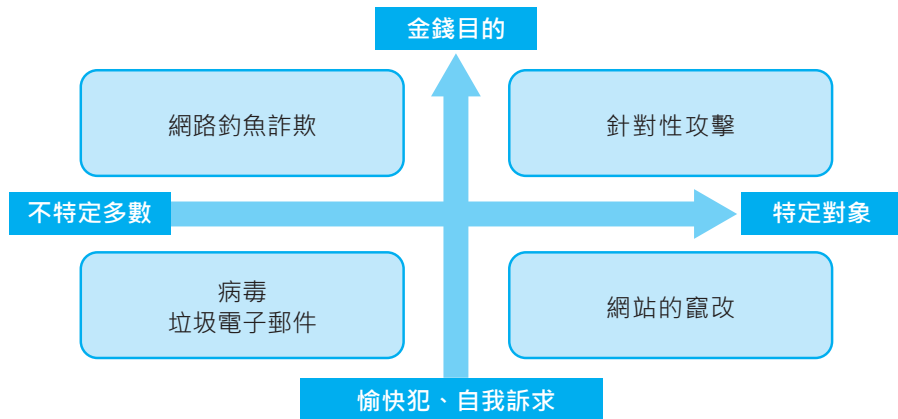 金錢目的
網路釣魚詐欺
針對性攻擊
不特定多數
特定對象
病毒
垃圾電子郵件
網站的竄改
愉快犯、自我訴求